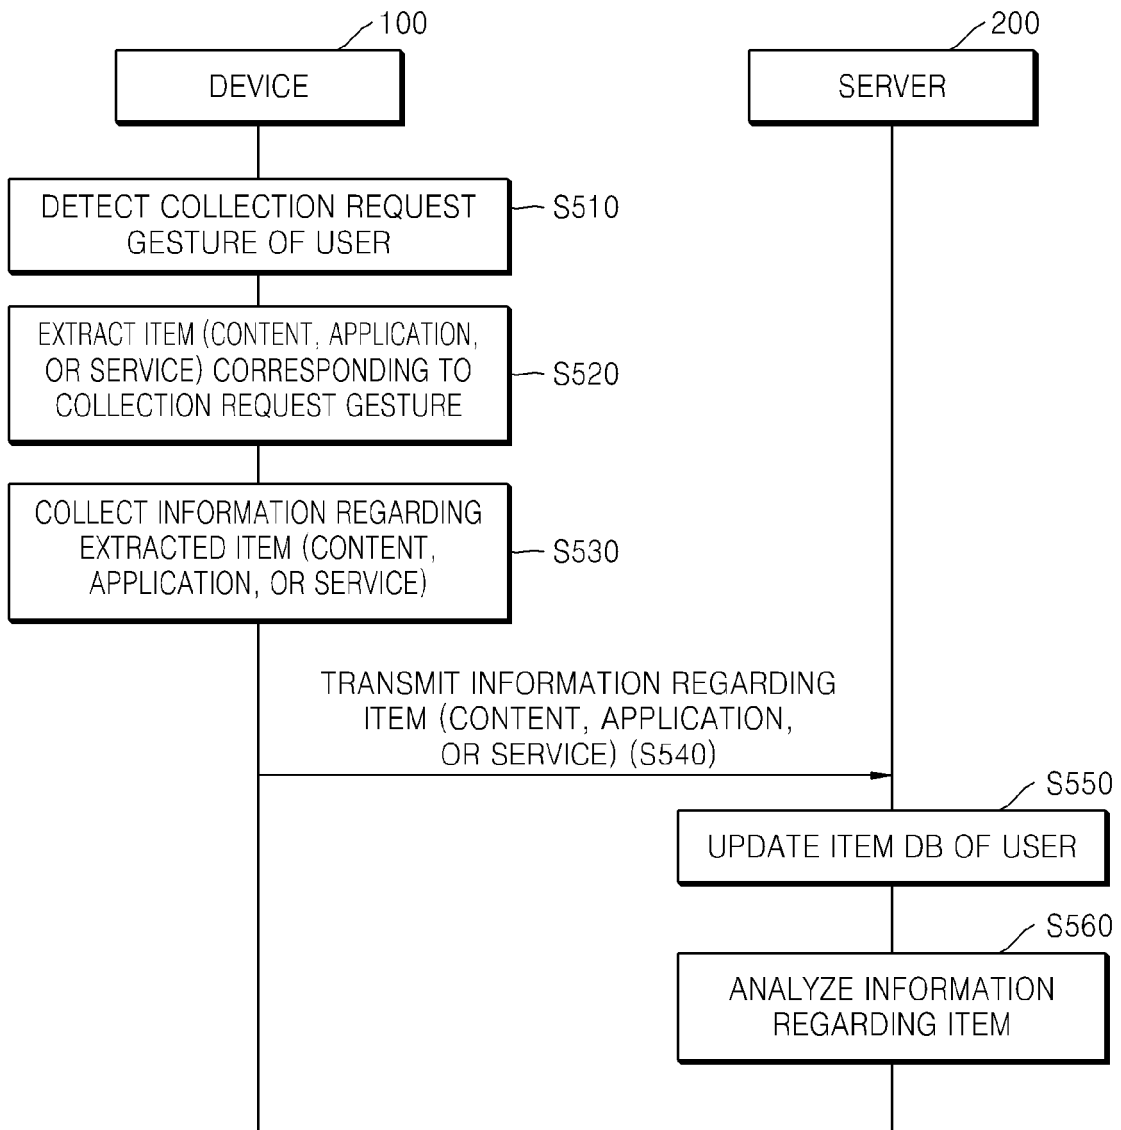 100
200
DEVICE
SERVER
DETECT COLLECTION REQUEST
GESTURE OF USER
S510
EXTRACT ITEM (CONTENT, APPLICATION,
OR SERVICE) CORRESPONDING TO
COLLECTION REQUEST GESTURE
S520
COLLECT INFORMATION REGARDING
EXTRACTED ITEM (CONTENT,
APPLICATION, OR SERVICE)
S530
TRANSMIT INFORMATION REGARDING
ITEM (CONTENT, APPLICATION,
OR SERVICE) (S540)
S550
UPDATE ITEM DB OF USER
S560
ANALYZE INFORMATION
REGARDING ITEM